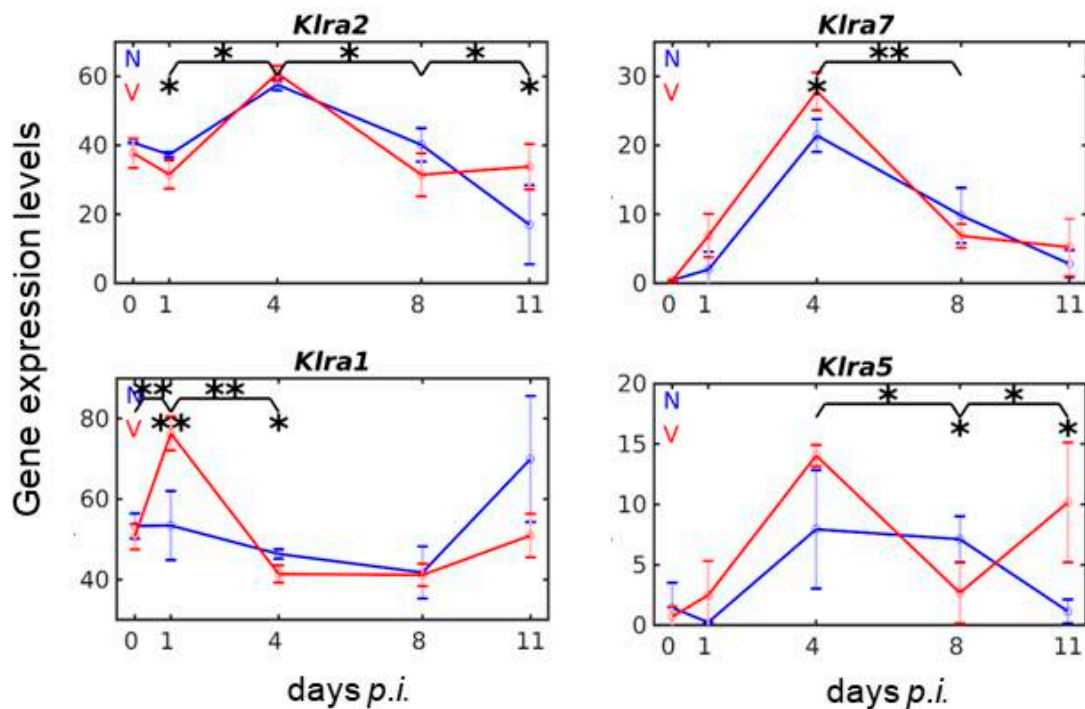 Gene expression levels
Klra2
N
V
* * *
* *
60
40
20
0
0 1 4 8 11
Klra7
N
V
**
*
30
20
10
0
0 1 4 8 11
Klra1
N
V
** **
** *
80
60
40
0 1 4 8 11
Klra5
N
V
* *
* *
20
15
10
5
0
0 1 4 8 11
days p.i.
days p.i.